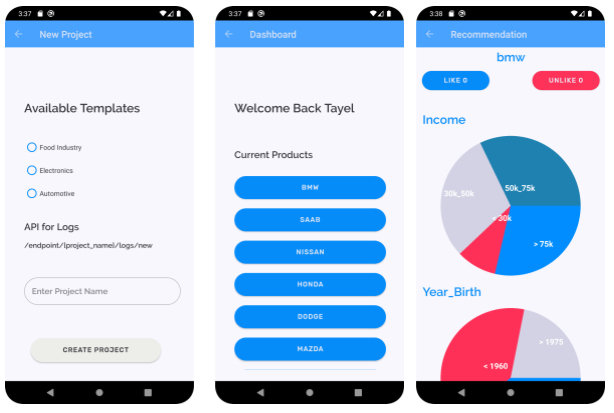 3:37
New Project
Available Templates
Food Industry
Electronics
Automotive
API for Logs
/endpoint/[project_name]/logs/new
Enter Project Name
CREATE PROJECT
3:37
Dashboard
Welcome Back Tayel
Current Products
BMW
SAAB
NISSAN
HONDA
DODGE
MAZDA
3:38
Recommendation
bmw
LIKE 0
UNLIKE 0
Income
50k_75k
30k_50k
< 30k
> 75k
Year_Birth
> 1975
< 1960